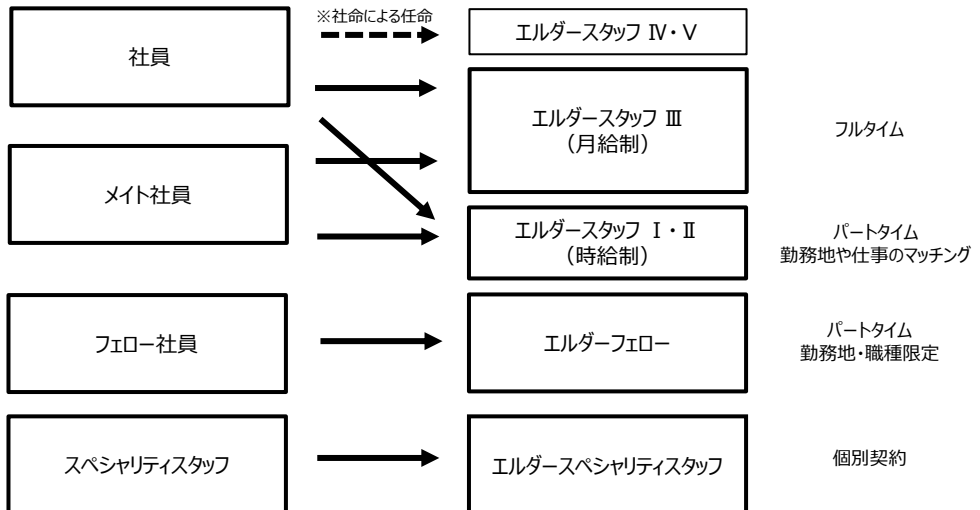 ※社命による任命
社員
エルダースタッフ Ⅳ・Ⅴ
エルダースタッフ Ⅲ
（月給制）
フルタイム
メイト社員
エルダースタッフ Ⅰ・Ⅱ
（時給制）
パートタイム
勤務地や仕事のマッチング
フェロー社員
エルダーフェロー
パートタイム
勤務地・職種限定
スペシャリティスタッフ
エルダースペシャリティスタッフ
個別契約